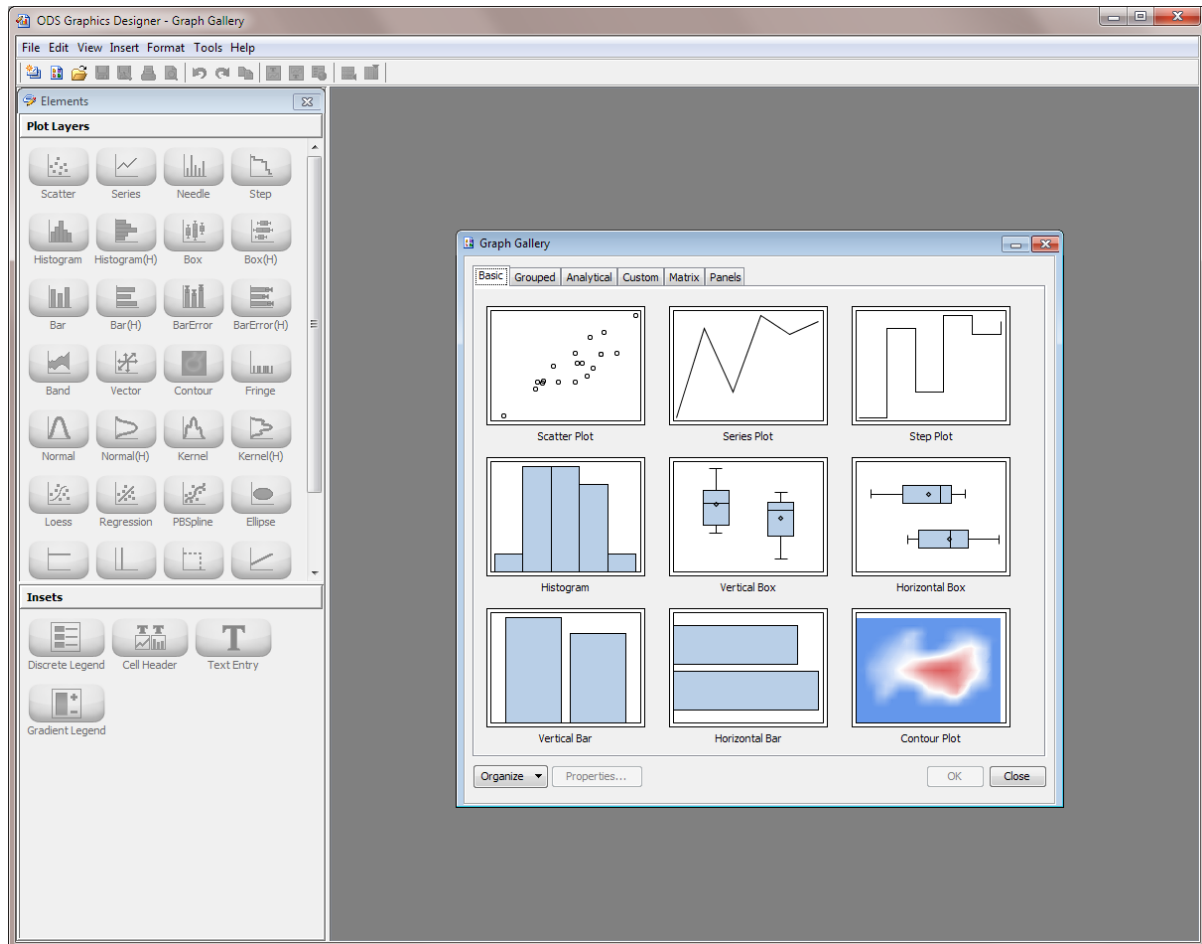 ODS Graphics Designer - Graph Gallery
File Edit View Insert Format Tools Help
Elements
Plot Layers
Scatter Series Needle Step
Histogram Histogram(H) Box Box(H)
Bar Bar(H) BarError BarError(H)
Band Vector Contour Fringe
Normal Normal(H) Kernel Kernel(H)
Loess Regression PBSpline Ellipse
Insets
Discrete Legend Cell Header Text Entry
Gradient Legend
Graph Gallery
Basic Grouped Analytical Custom Matrix Panels
Scatter Plot Series Plot Step Plot
Histogram Vertical Box Horizontal Box
Vertical Bar Horizontal Bar Contour Plot
Organize Properties... OK Close